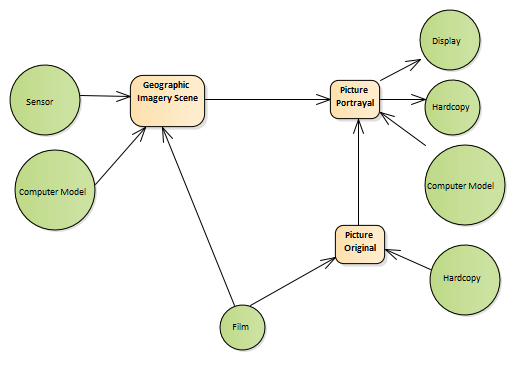 Display
Geographic
Imagery Scene
Picture
Portrayal
Sensor
Hardcopy
Computer Model
Computer Model
Picture
Original
Hardcopy
Film